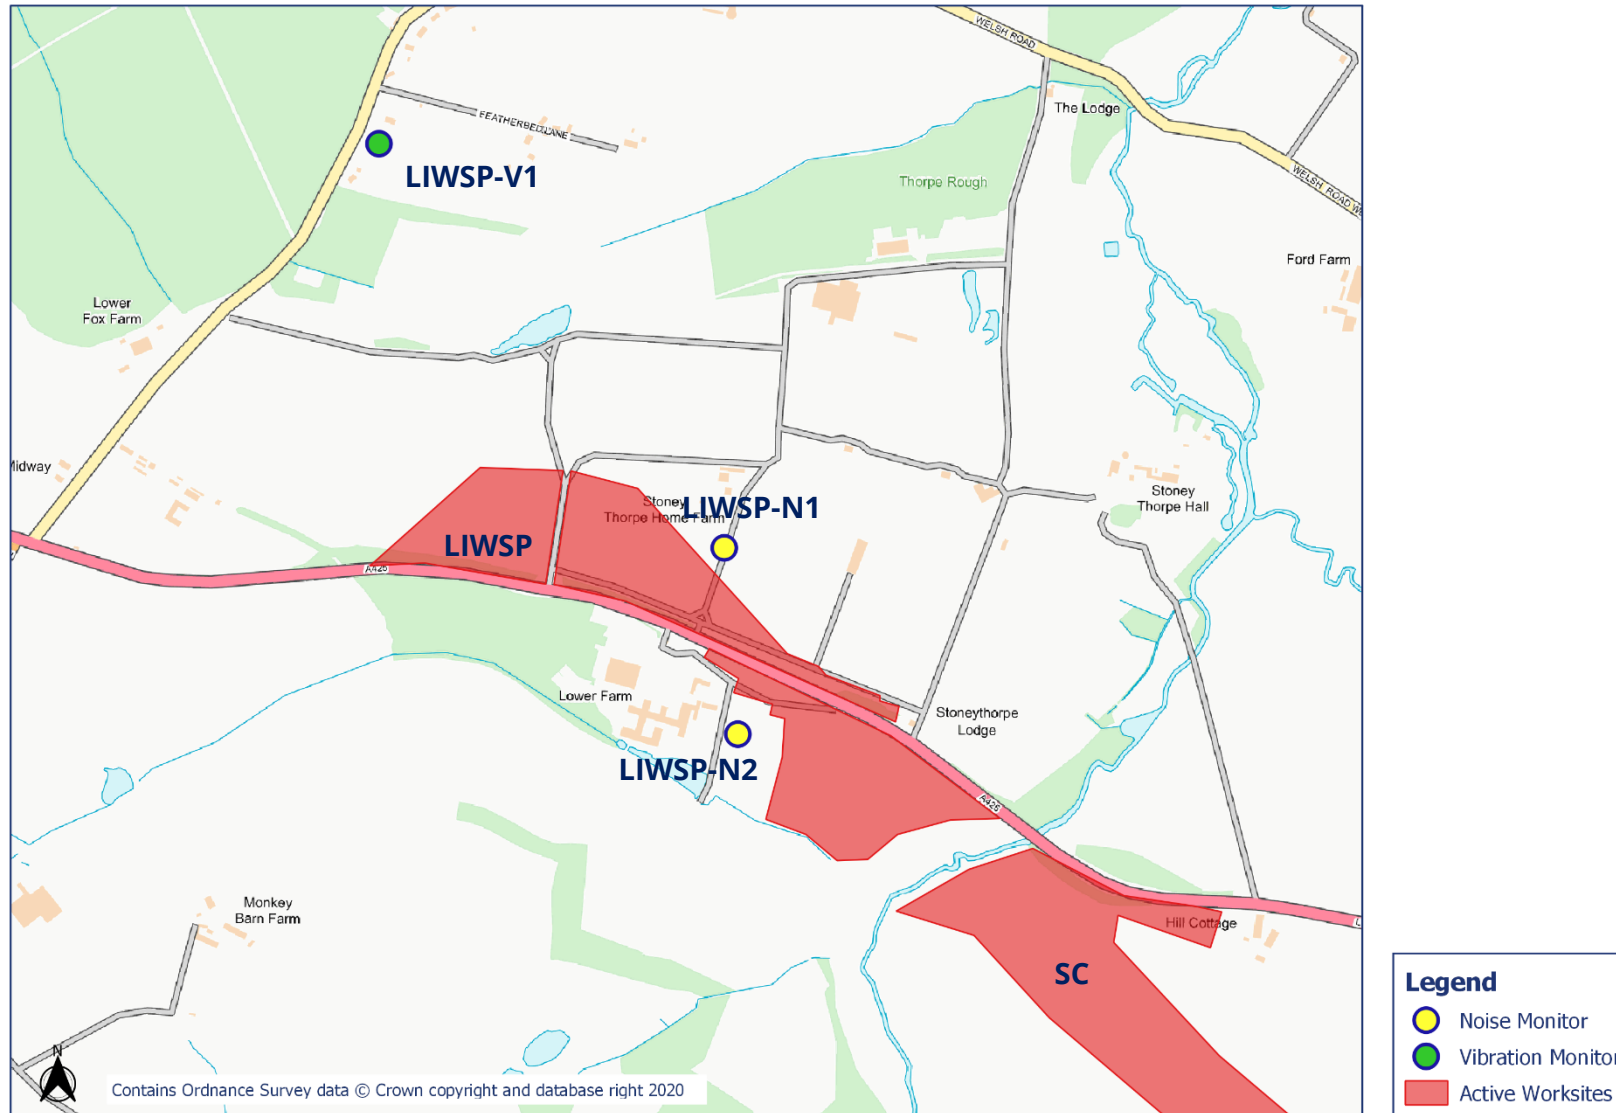 WELSH ROAD
The Lodge
FEATHERBED LANE
LIWSP-V1
Thorpe Rough
WELSH ROAD WE
Ford Farm
Lower
Fox Farm
Midway
Stoney
Thorpe Home Farm
LIWSP-N1
Stoney
Thorpe Hall
LIWSP
A425
Lower Farm
Stoneythorpe
Lodge
LIWSP-N2
A425
Monkey
Barn Farm
Hill Cottage
L
SC
N
Contains Ordnance Survey data © Crown copyright and database right 2020
Legend
Noise Monitor
Vibration Monitor
Active Worksites